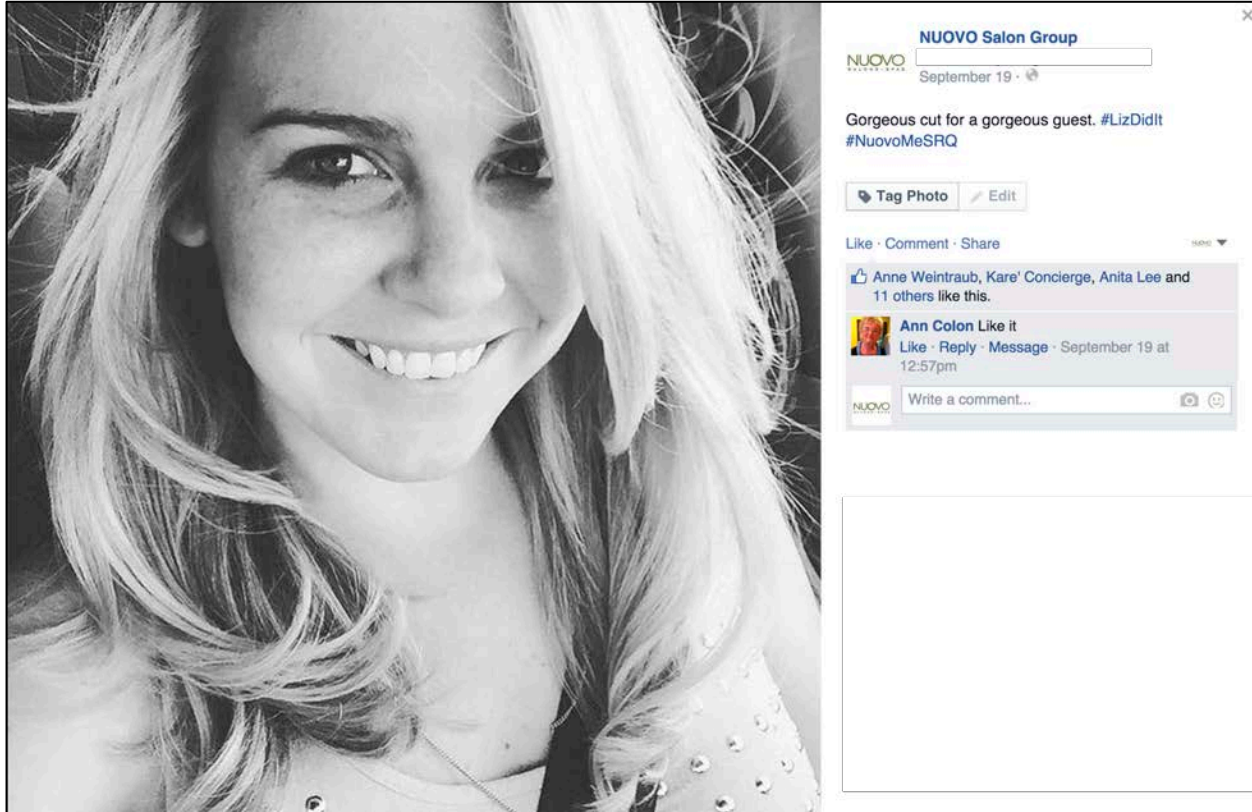 ×
NUOVO Salon Group
NUOVO
September 19 ·
Gorgeous cut for a gorgeous guest. #LizDidIt
#NuovoMeSRQ
Tag Photo Edit
Like · Comment · Share
NUOVO
Anne Weintraub, Kare' Concierge, Anita Lee and
11 others like this.
Ann Colon Like it
Like · Reply · Message · September 19 at
12:57pm
NUOVO
Write a comment...